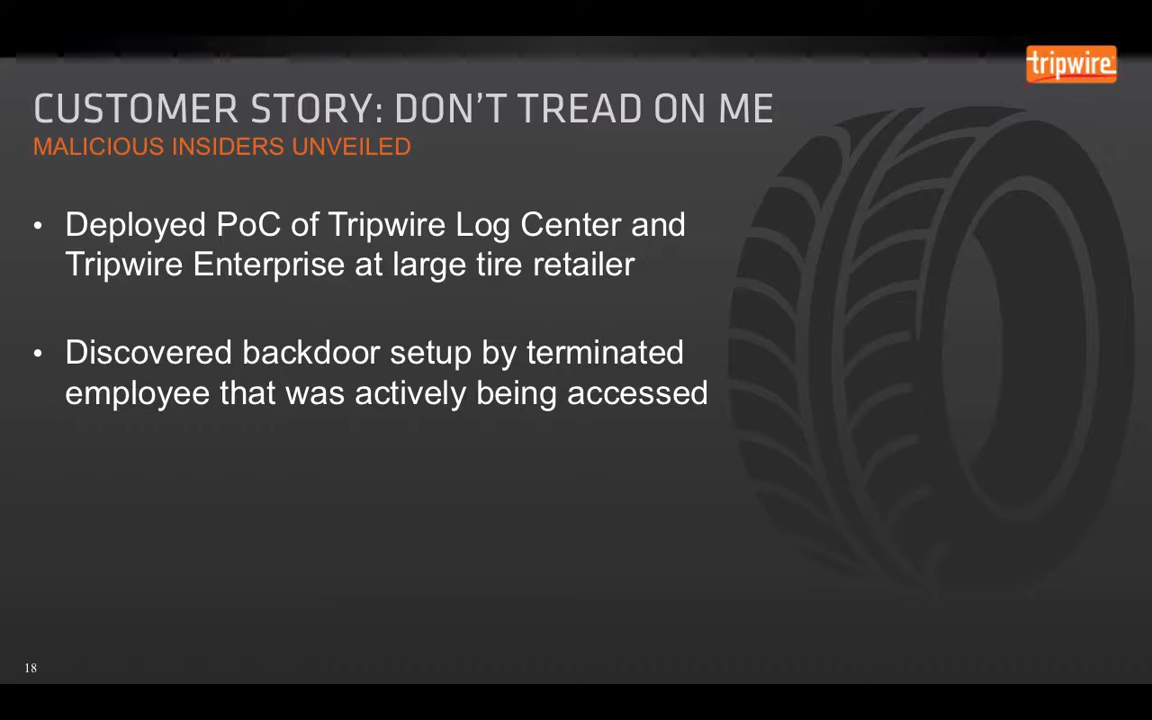 tripwire
CUSTOMER STORY: DON'T TREAD ON ME
MALICIOUS INSIDERS UNVEILED
• Deployed PoC of Tripwire Log Center and
Tripwire Enterprise at large tire retailer
• Discovered backdoor setup by terminated
employee that was actively being accessed
18